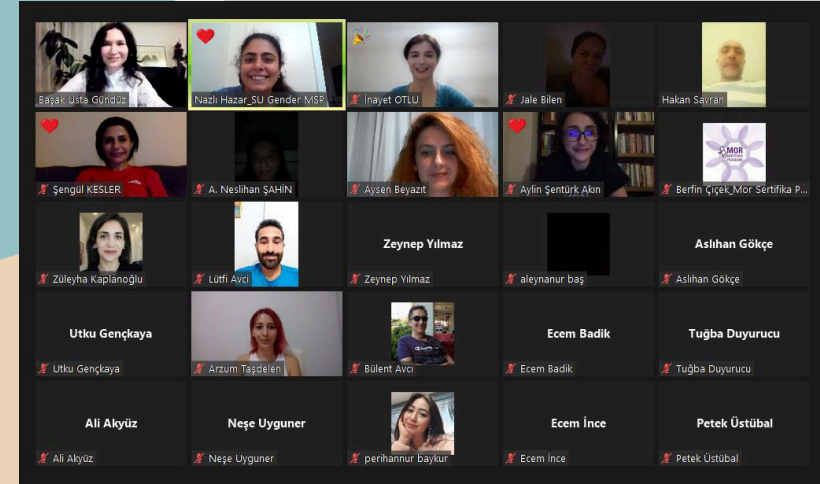 Başak Usta Gündüz
Nazlı Hazar_SU Gender MSP
İnayet OTLU
Jale Bilen
Hakan Savran
Şengül KESLER
A. Neslihan ŞAHİN
Aysen Beyazıt
Aylin Şentürk Akın
MOR
Berfin Çiçek_Mor Sertifika P...
Züleyha Kaplanoğlu
Lütfi Avci
Zeynep Yılmaz
Zeynep Yılmaz
aleynanur baş
Aslıhan Gökçe
Aslıhan Gökçe
Utku Gençkaya
Utku Gençkaya
Arzum Taşdelen
Bülent Avcı
Ecem Badik
Ecem Badik
Tuğba Duyurucu
Tuğba Duyurucu
Ali Akyüz
Ali Akyüz
Neşe Uyguner
Neşe Uyguner
perihannur baykur
Ecem İnce
Ecem İnce
Petek Üstübal
Petek Üstübal